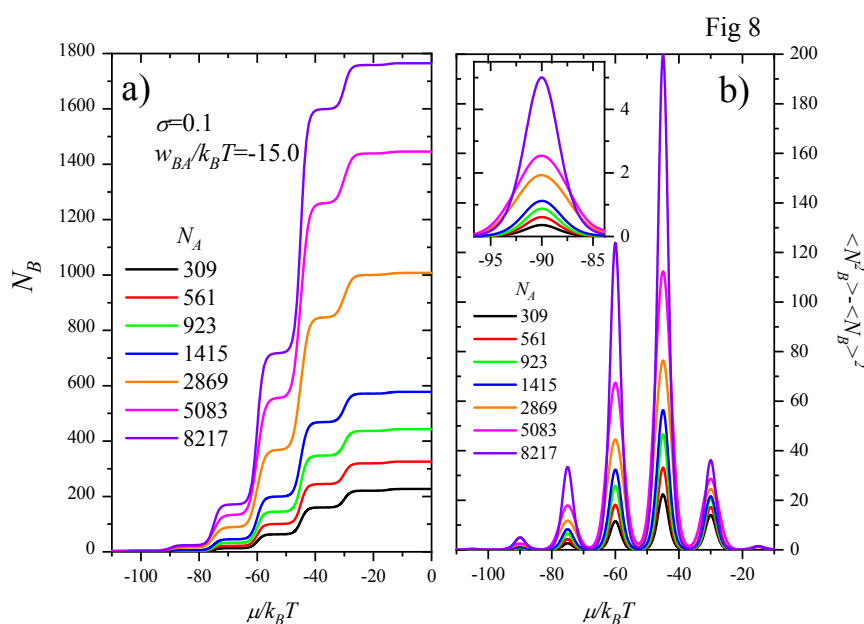 Fig 8
a)
σ=0.1
w_BA/k_BT=-15.0
N_A
309
561
923
1415
2869
5083
8217
N_B
1800
1600
1400
1200
1000
800
600
400
200
0
-100 -80 -60 -40 -20 0
μ/k_BT
b)
4
2
0
-95 -90 -85
N_A
309
561
923
1415
2869
5083
8217
200
180
160
140
120
100
80
60
40
20
0
<N²_B>-<N_B>²
-100 -80 -60 -40 -20
μ/k_BT